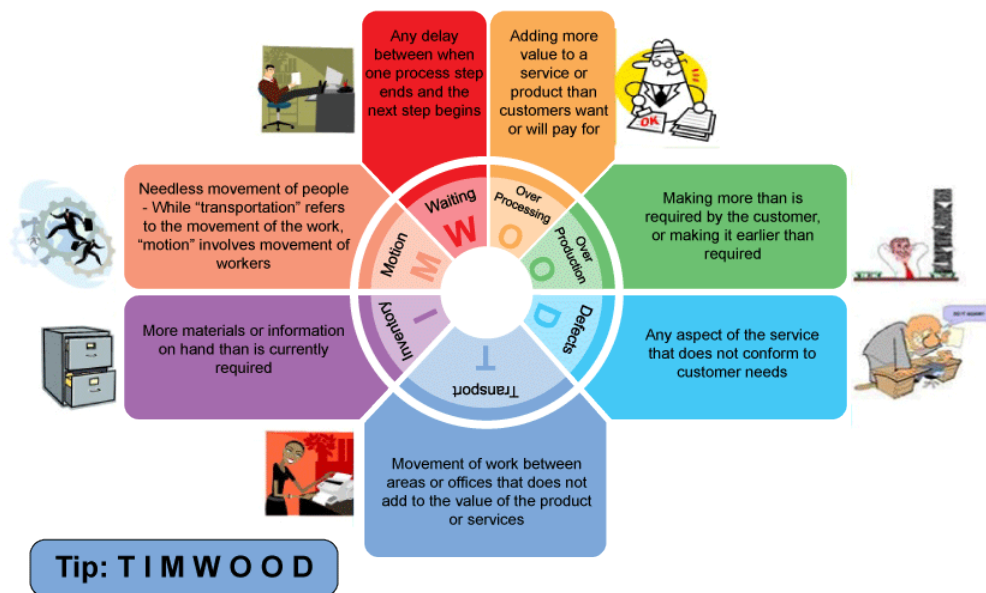 Any delay
between when
one process step
ends and the
next step begins
Adding more
value to a
service or
product than
customers want
or will pay for
OK
Needless movement of people
- While “transportation” refers
to the movement of the work,
“motion” involves movement of
workers
Making more than is
required by the customer,
or making it earlier than
required
More materials or information
on hand than is currently
required
Any aspect of the service
that does not conform to
customer needs
Movement of work between
areas or offices that does not
add to the value of the product
or services
Waiting
W
Over
Processing
O
Over
Production
O
Defects
D
Transport
T
Inventory
I
Motion
M
Tip: T I M W O O D